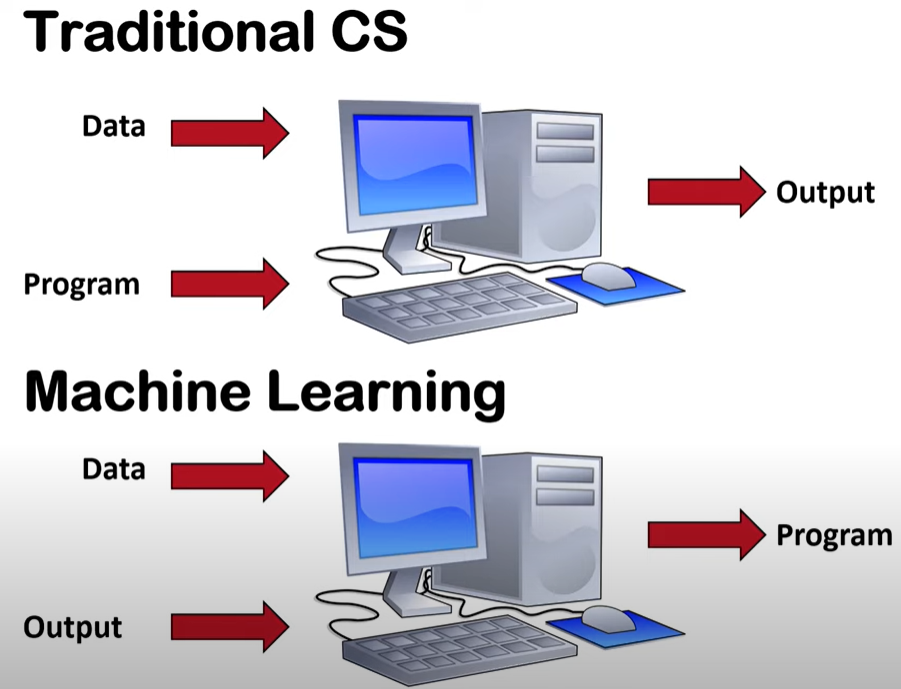 Traditional CS
Data
Output
Program
Machine Learning
Data
Program
Output